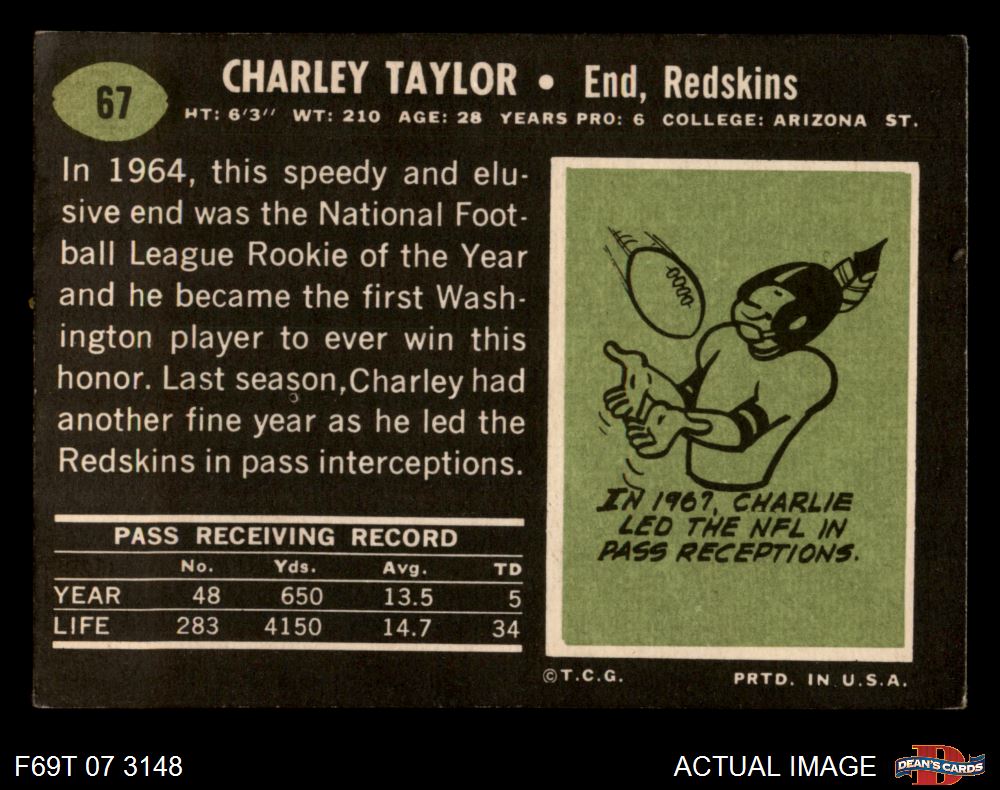 67
CHARLEY TAYLOR • End, Redskins
HT: 6'3'' WT: 210 AGE: 28 YEARS PRO: 6 COLLEGE: ARIZONA ST.
In 1964, this speedy and elu-
sive end was the National Foot-
ball League Rookie of the Year
and he became the first Wash-
ington player to ever win this
honor. Last season, Charley had
another fine year as he led the
Redskins in pass interceptions.
PASS RECEIVING RECORD
No. Yds. Avg. TD
YEAR 48 650 13.5 5
LIFE 283 4150 14.7 34
IN 1967, CHARLIE
LED THE NFL IN
PASS RECEPTIONS.
©T.C.G. PRTD. IN U.S.A.
F69T 07 3148 ACTUAL IMAGE
D
DEAN'S CARDS